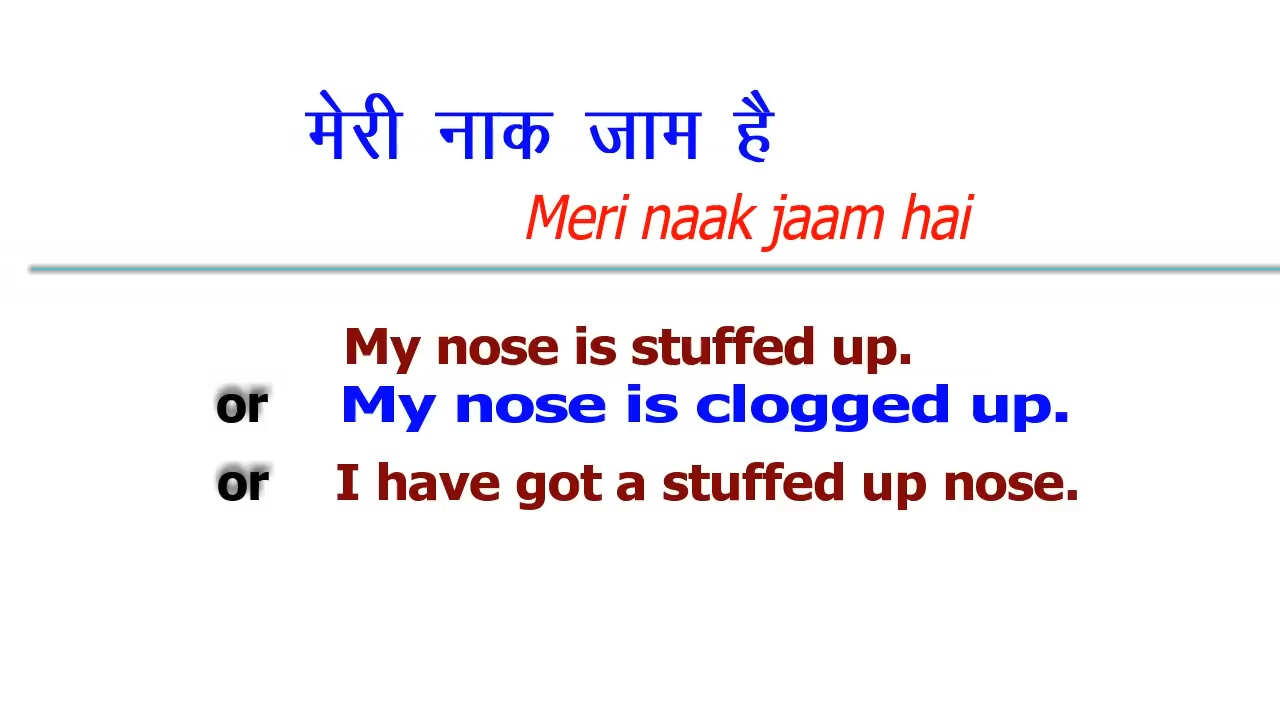 मेरी नाक जाम है
Meri naak jaam hai
My nose is stuffed up.
or My nose is clogged up.
or I have got a stuffed up nose.